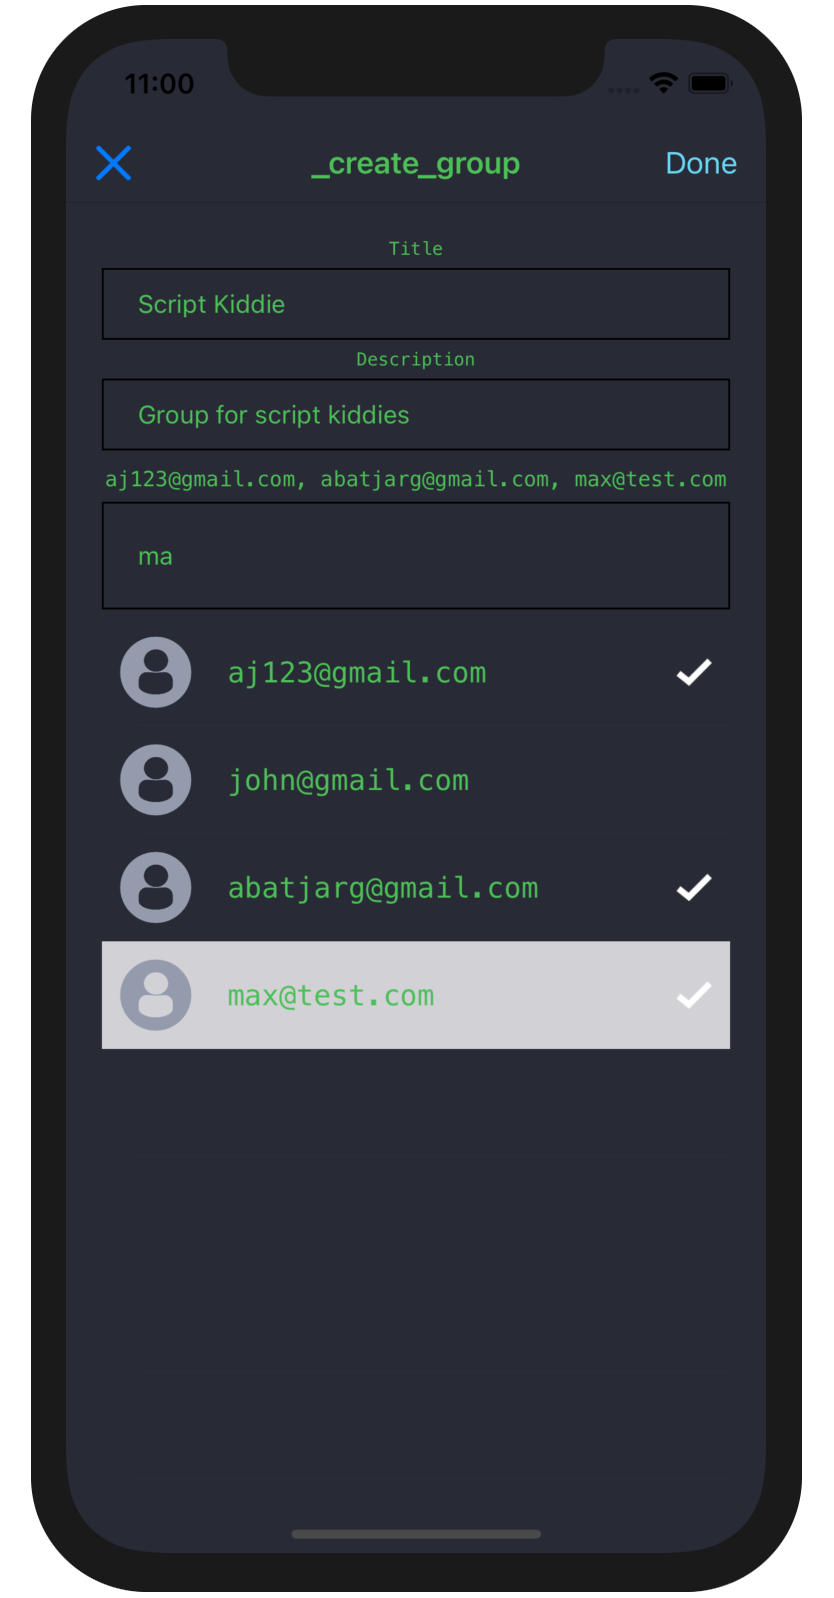 11:00
_create_group Done
Title
Script Kiddie
Description
Group for script kiddies
aj123@gmail.com, abatjarg@gmail.com, max@test.com
ma
aj123@gmail.com
john@gmail.com
abatjarg@gmail.com
max@test.com